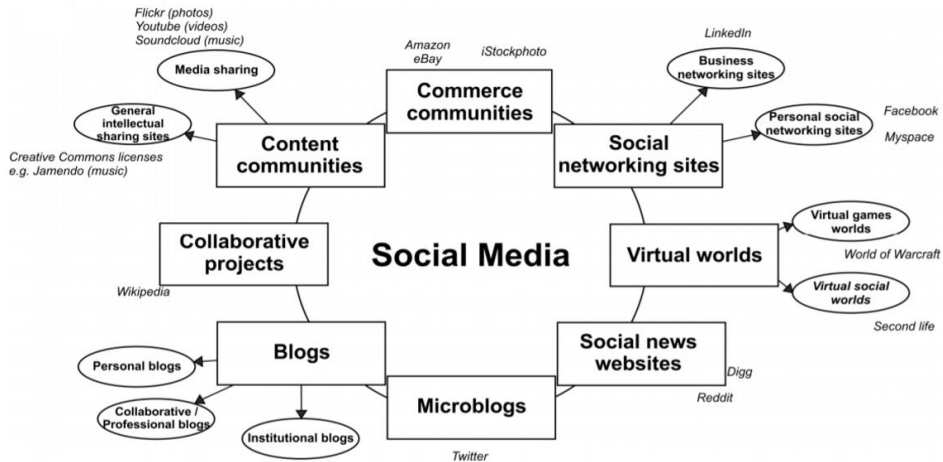 Flickr (photos)
Youtube (videos)
Soundcloud (music)
Media sharing
General
intellectual
sharing sites
Creative Commons licenses
e.g. Jamendo (music)
Content
communities
Amazon
eBay
iStockphoto
Commerce
communities
LinkedIn
Business
networking sites
Personal social
networking sites
Facebook
Myspace
Social
networking sites
Collaborative
projects
Wikipedia
Social Media
Virtual worlds
Virtual games
worlds
World of Warcraft
Virtual social
worlds
Second life
Blogs
Personal blogs
Collaborative /
Professional blogs
Institutional blogs
Microblogs
Twitter
Social news
websites
Digg
Reddit